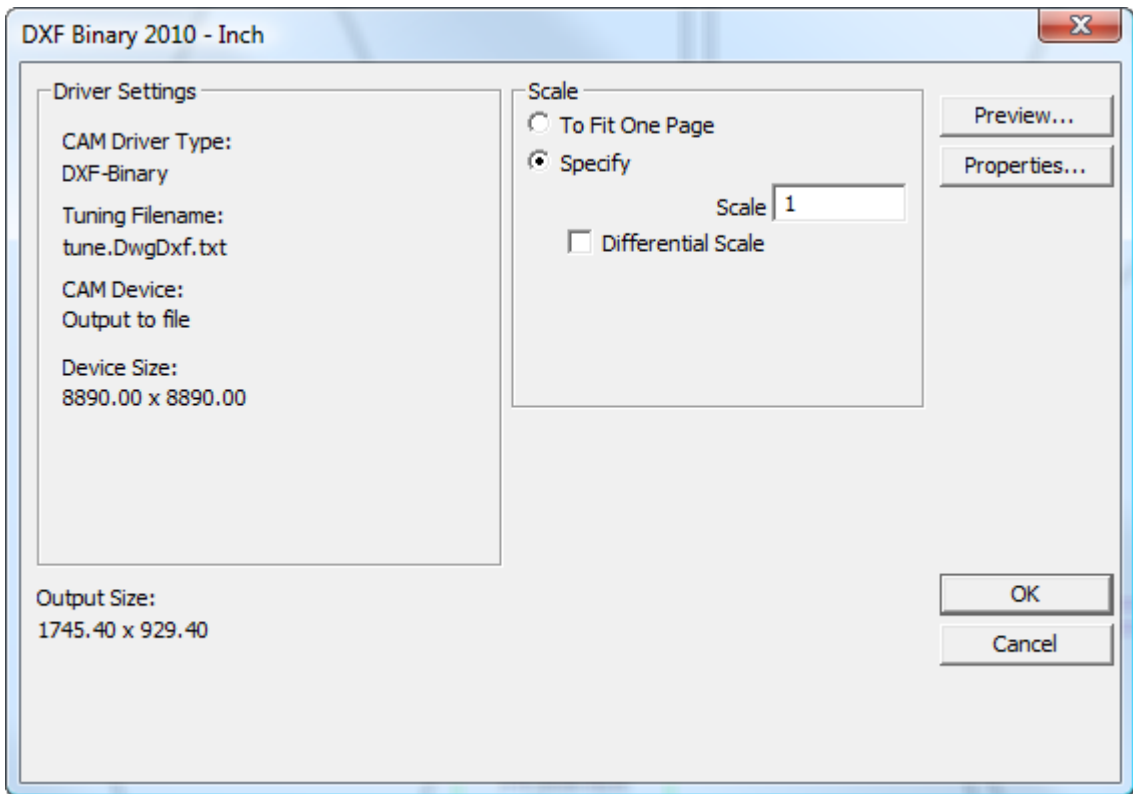 DXF Binary 2010 - Inch
Driver Settings
CAM Driver Type:
DXF-Binary
Tuning Filename:
tune.DwgDxf.txt
CAM Device:
Output to file
Device Size:
8890.00 x 8890.00
Scale
To Fit One Page
Specify
Scale 1
Differential Scale
Preview...
Properties...
Output Size:
1745.40 x 929.40
OK
Cancel